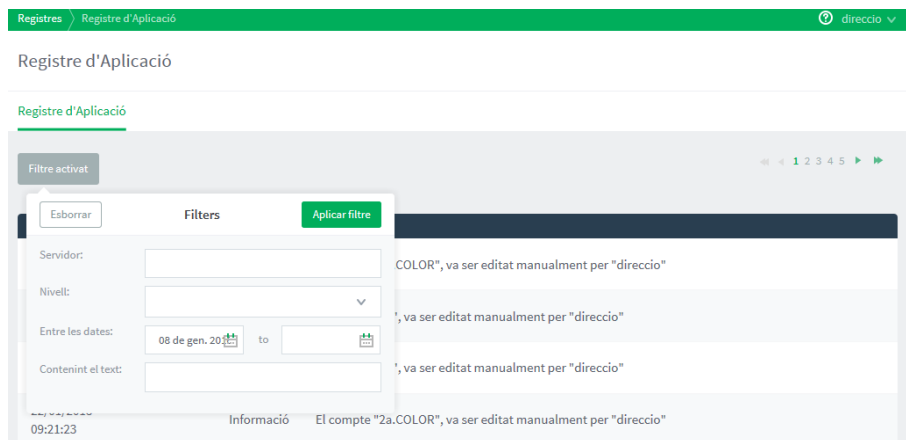 Registres Registre d'Aplicació direccio
Registre d'Aplicació
Registre d'Aplicació
Filtre activat 1 2 3 4 5
Esborrar Filters Aplicar filtre
Servidor:
.COLOR", va ser editat manualment per "direccio"
Nivell:
", va ser editat manualment per "direccio"
Entre les dates: 08 de gen. to
Contenint el text: ", va ser editat manualment per "direccio"
Informació El compte "2a.COLOR", va ser editat manualment per "direccio"
09:21:23